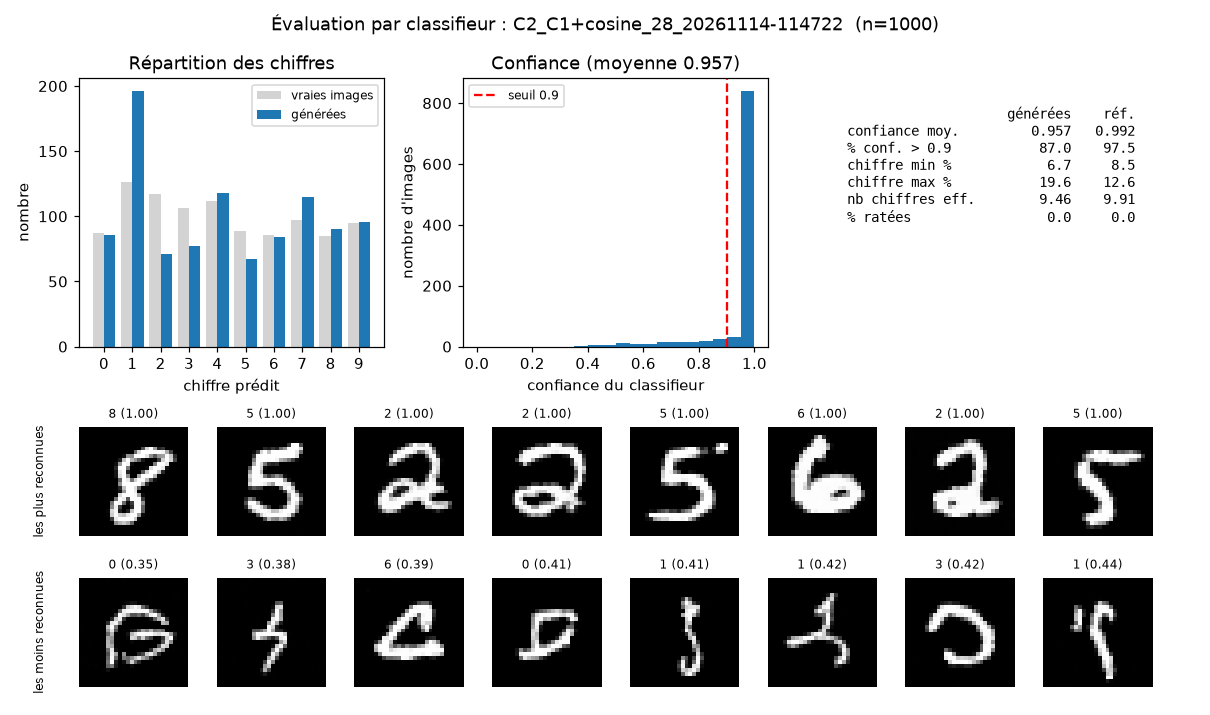 Évaluation par classifieur : C2_C1+cosine_28_20261114-114722 (n=1000)
Répartition des chiffres
vraies images
générées
200
150
100
50
0
nombre
0 1 2 3 4 5 6 7 8 9
chiffre prédit
Confiance (moyenne 0.957)
seuil 0.9
800
600
400
200
0
nombre d'images
0.0 0.2 0.4 0.6 0.8 1.0
confiance du classifieur
générées réf.
confiance moy. 0.957 0.992
% conf. > 0.9 87.0 97.5
chiffre min % 6.7 8.5
chiffre max % 19.6 12.6
nb chiffres eff. 9.46 9.91
% ratées 0.0 0.0
les plus reconnues
8 (1.00) 5 (1.00) 2 (1.00) 2 (1.00) 5 (1.00) 6 (1.00) 2 (1.00) 5 (1.00)
8 5 2 2 5 6 2 5
les moins reconnues
0 (0.35) 3 (0.38) 6 (0.39) 0 (0.41) 1 (0.41) 1 (0.42) 3 (0.42) 1 (0.44)